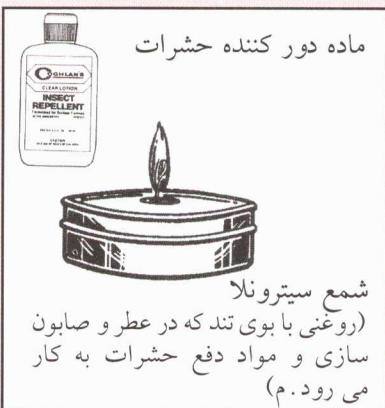 ماده دور کننده حشرات
COGHLAN'S
CLEAR LOTION
INSECT
REPELLENT
شمع سیترونلا
(روغنی با بوی تند که در عطر و صابون
سازی و مواد دفع حشرات به کار
می رود.م)